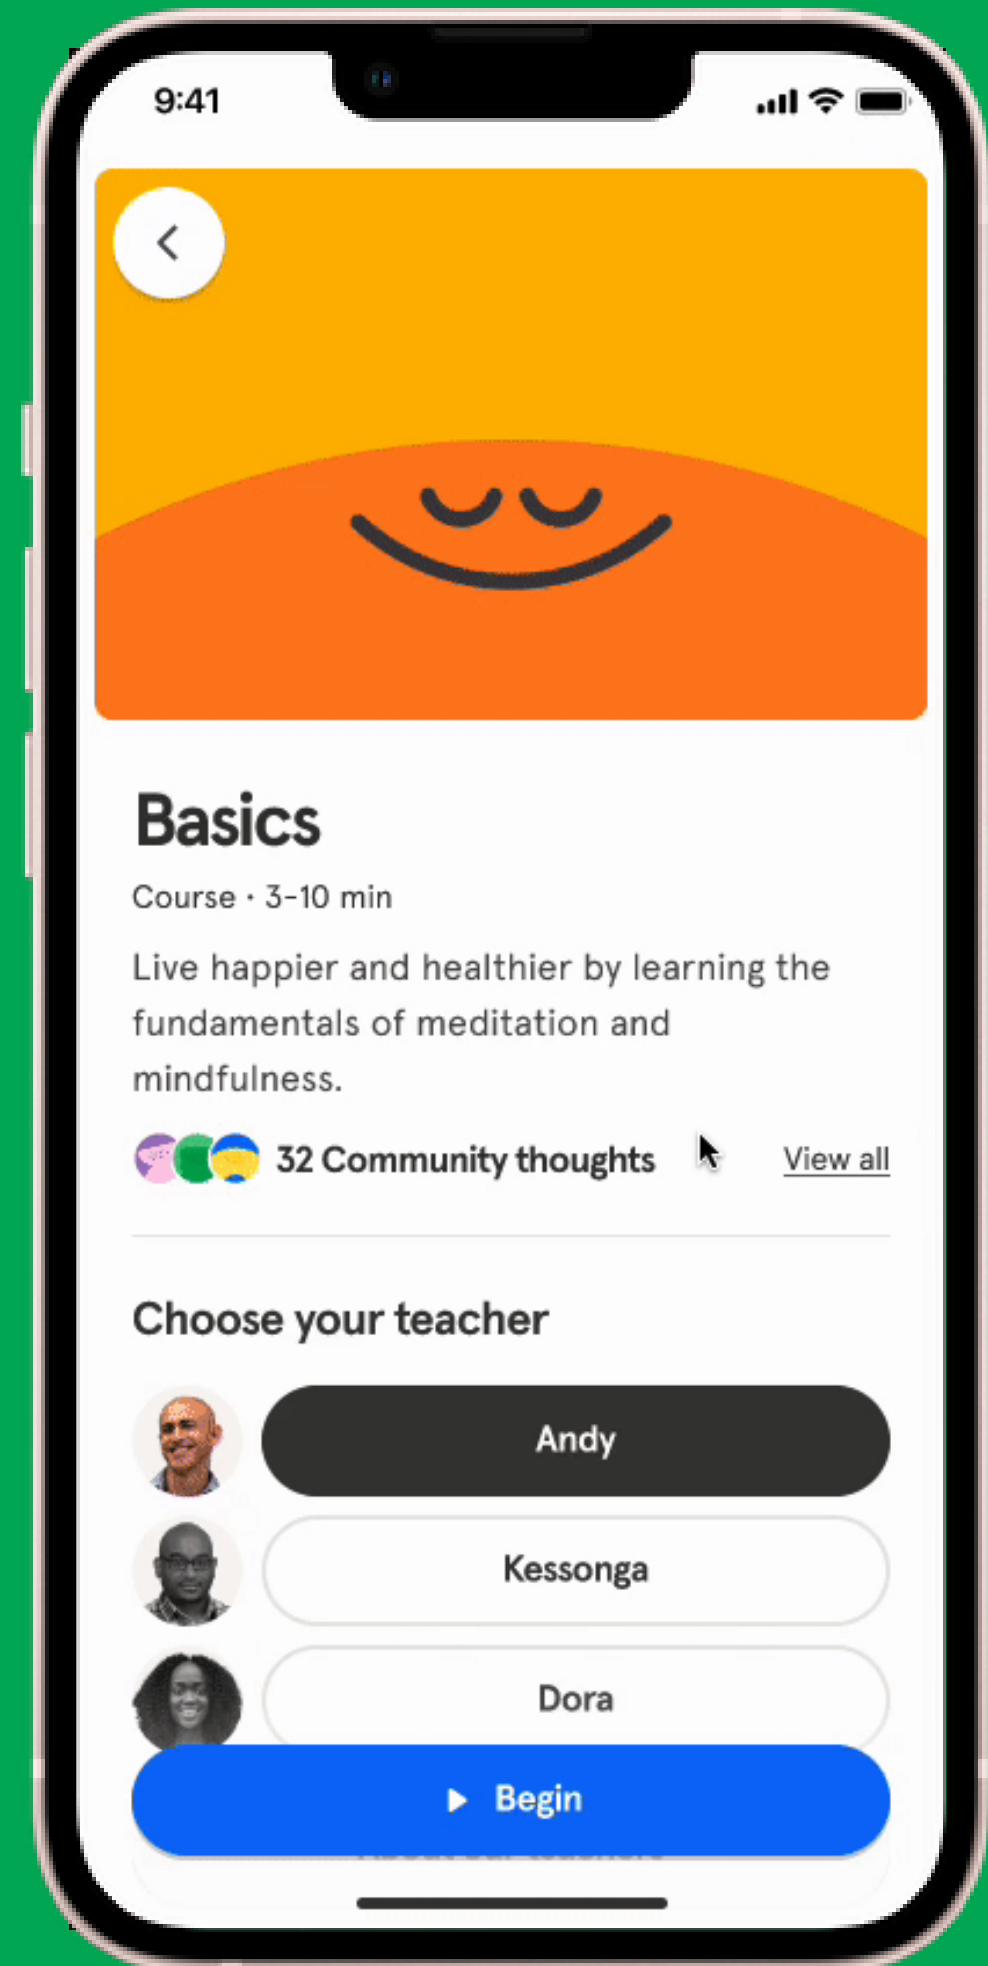 9:41
Basics
Course · 3-10 min
Live happier and healthier by learning the
fundamentals of meditation and
mindfulness.
32 Community thoughts View all
Choose your teacher
Andy
Kessonga
Dora
Begin